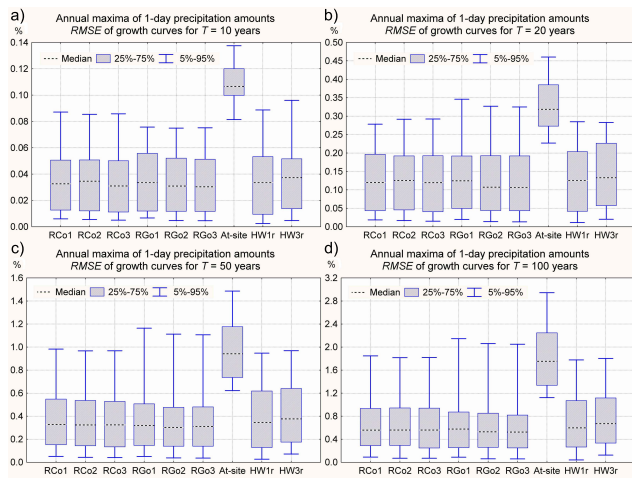 a)
Annual maxima of 1-day precipitation amounts
RMSE of growth curves for T = 10 years
%
0.14
0.12
0.10
0.08
0.06
0.04
0.02
0.00
Median 25%-75% 5%-95%
RCo1 RCo2 RCo3 RGo1 RGo2 RGo3 At-site HW1r HW3r
b)
Annual maxima of 1-day precipitation amounts
RMSE of growth curves for T = 20 years
%
0.50
0.45
0.40
0.35
0.30
0.25
0.20
0.15
0.10
0.05
0.00
Median 25%-75% 5%-95%
RCo1 RCo2 RCo3 RGo1 RGo2 RGo3 At-site HW1r HW3r
c)
Annual maxima of 1-day precipitation amounts
RMSE of growth curves for T = 50 years
%
1.6
1.4
1.2
1.0
0.8
0.6
0.4
0.2
0.0
Median 25%-75% 5%-95%
RCo1 RCo2 RCo3 RGo1 RGo2 RGo3 At-site HW1r HW3r
d)
Annual maxima of 1-day precipitation amounts
RMSE of growth curves for T = 100 years
%
3.2
2.8
2.4
2.0
1.6
1.2
0.8
0.4
0.0
Median 25%-75% 5%-95%
RCo1 RCo2 RCo3 RGo1 RGo2 RGo3 At-site HW1r HW3r